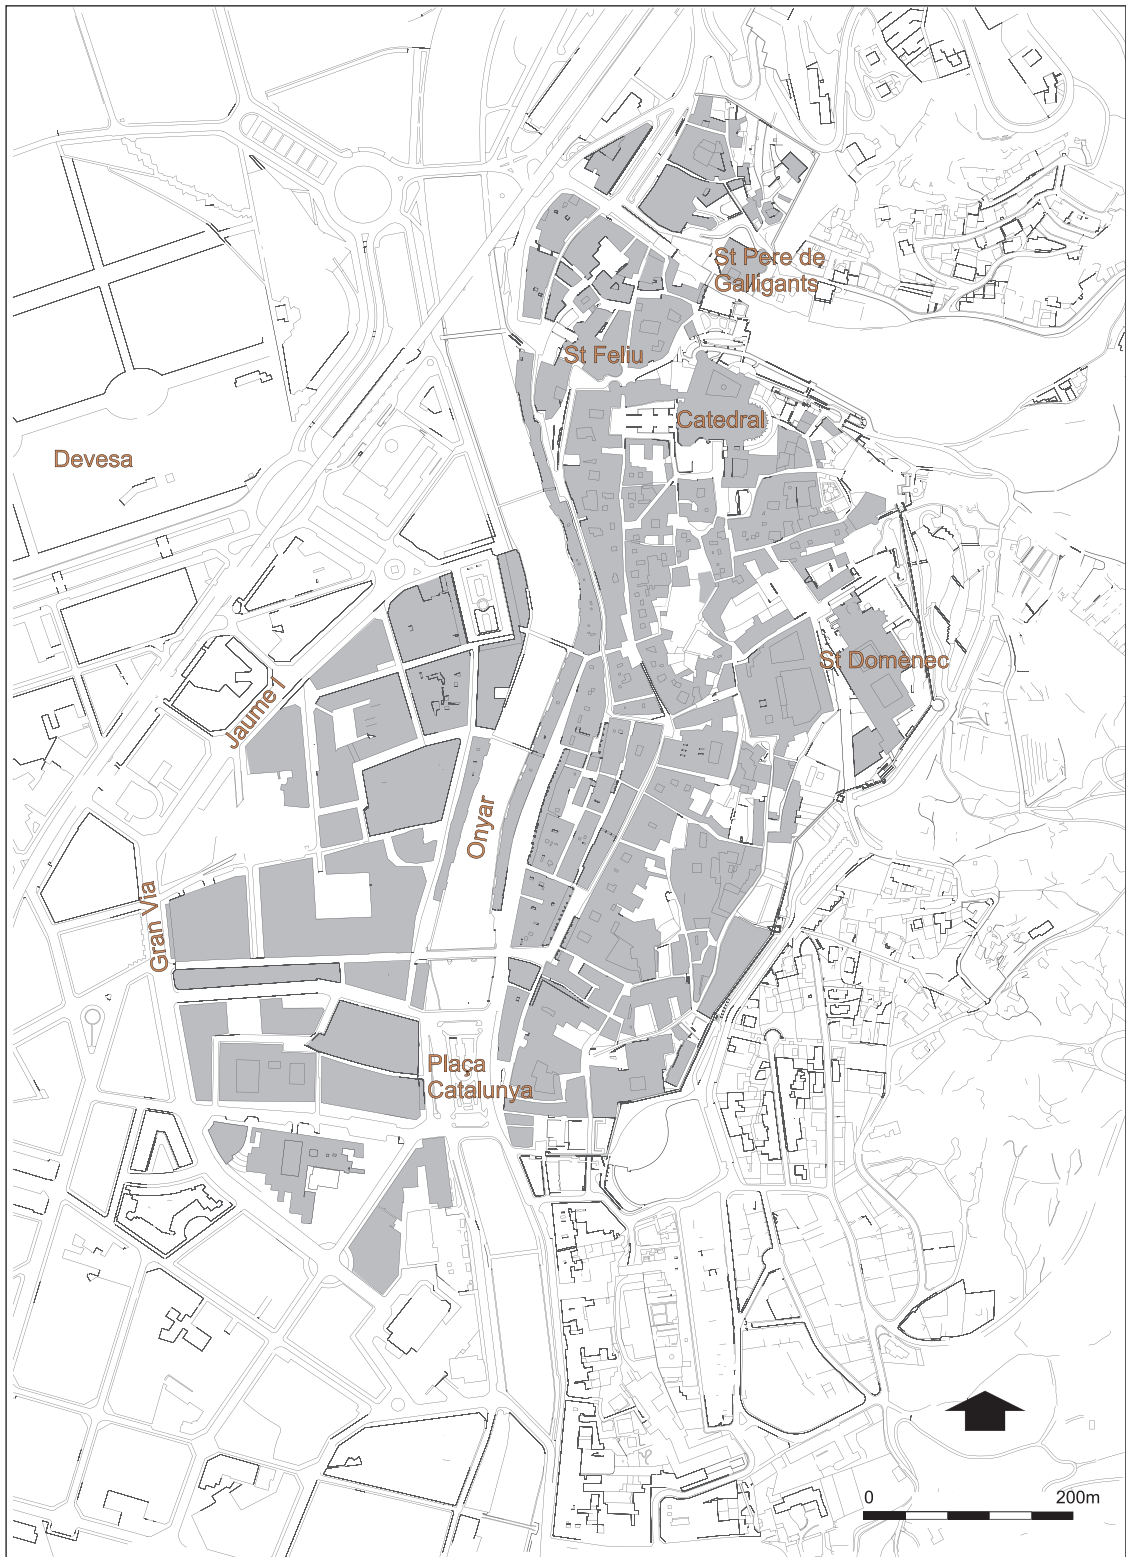 St Pere de
Galligants
St Feliu
Catedral
Devesa
St Domènec
Jaume I
Onyar
Gran Via
Plaça
Catalunya
0 200m